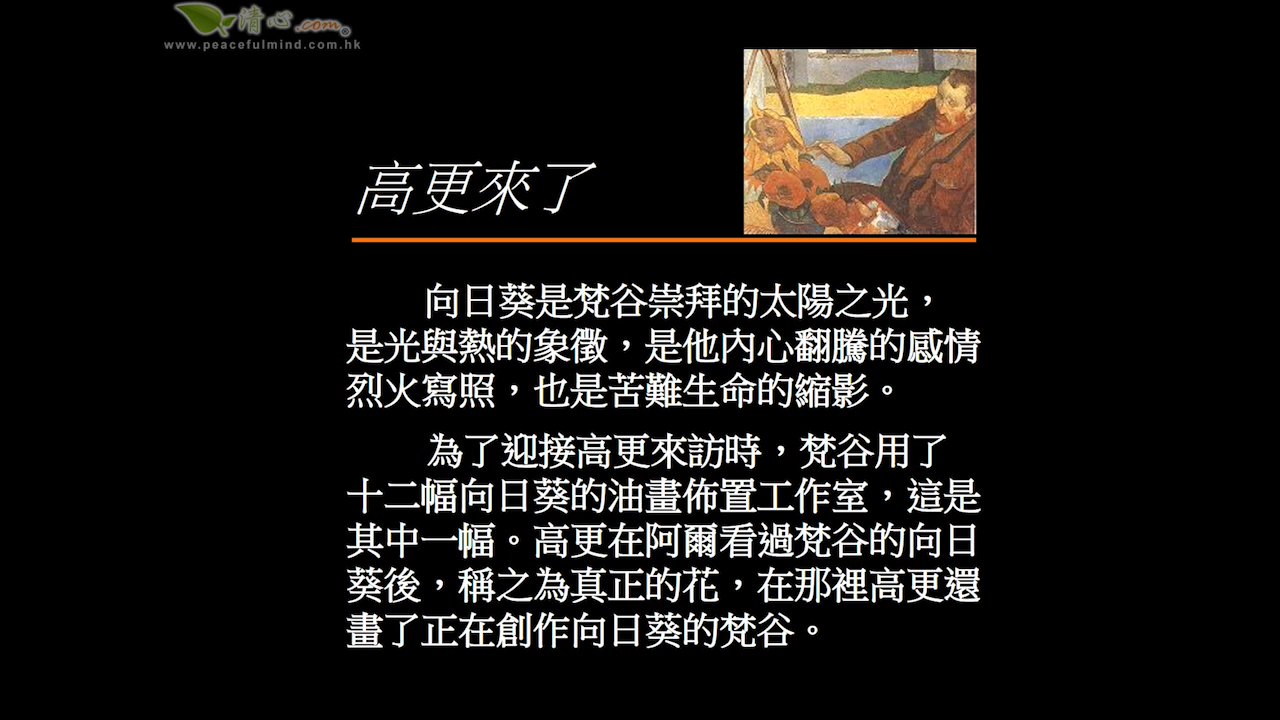 清心.com
www.peacefulmind.com.hk
高更來了
向日葵是梵谷崇拜的太陽之光，
是光與熱的象徵，是他內心翻騰的感情
烈火寫照，也是苦難生命的縮影。
為了迎接高更來訪時，梵谷用了
十二幅向日葵的油畫佈置工作室，這是
其中一幅。高更在阿爾看過梵谷的向日
葵後，稱之為真正的花，在那裡高更還
畫了正在創作向日葵的梵谷。